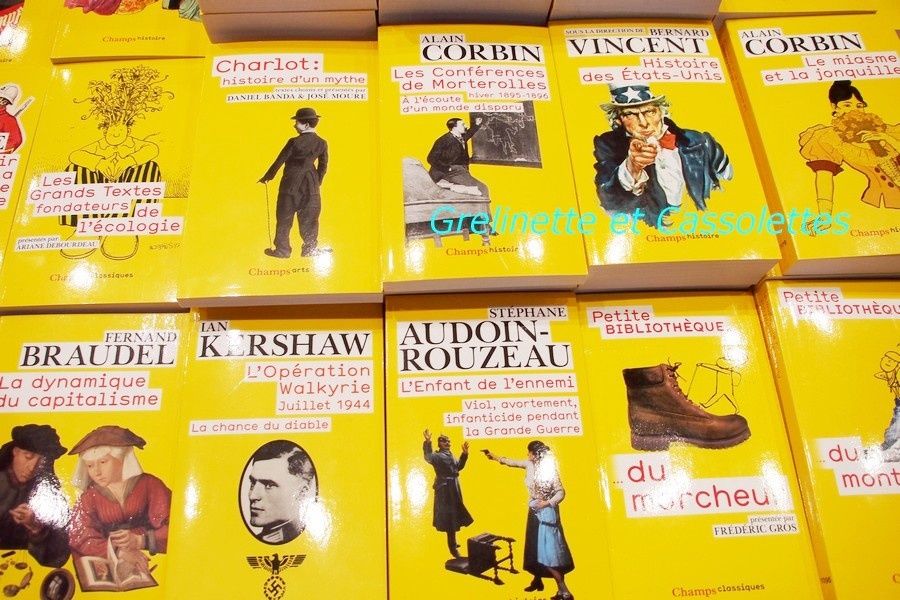 Champs histoire
Les
Grands Textes
fondateurs de
l'écologie
présentés par
ARIANE DEBOURDEAU
Champs classiques
Charlot:
histoire d'un mythe
textes choisis et présentés par
DANIEL BANDA & JOSÉ MOURE
Champs arts
ALAIN
CORBIN
Les Conférences
de Morterolles
hiver 1895-1896
À l'écoute
d'un monde disparu
Champs histoire
SOUS LA DIRECTION DE BERNARD
VINCENT
Histoire
des États-Unis
Champs histoire
ALAIN
CORBIN
Le miasme
et la jonquille
Champs histoire
Grelinette et Cassolettes
FERNAND
BRAUDEL
La dynamique
du capitalisme
IAN
KERSHAW
L'Opération
Walkyrie
Juillet 1944
La chance du diable
STÉPHANE
AUDOIN-
ROUZEAU
L'Enfant de l'ennemi
Viol, avortement,
infanticide pendant
la Grande Guerre
histoire
Petite
BIBLIOTHÈQUE
...du
marcheur
présentée par
FRÉDÉRIC GROS
Champs classiques
Petite
BIBLIOTHÈQUE
...du
mont
Champs